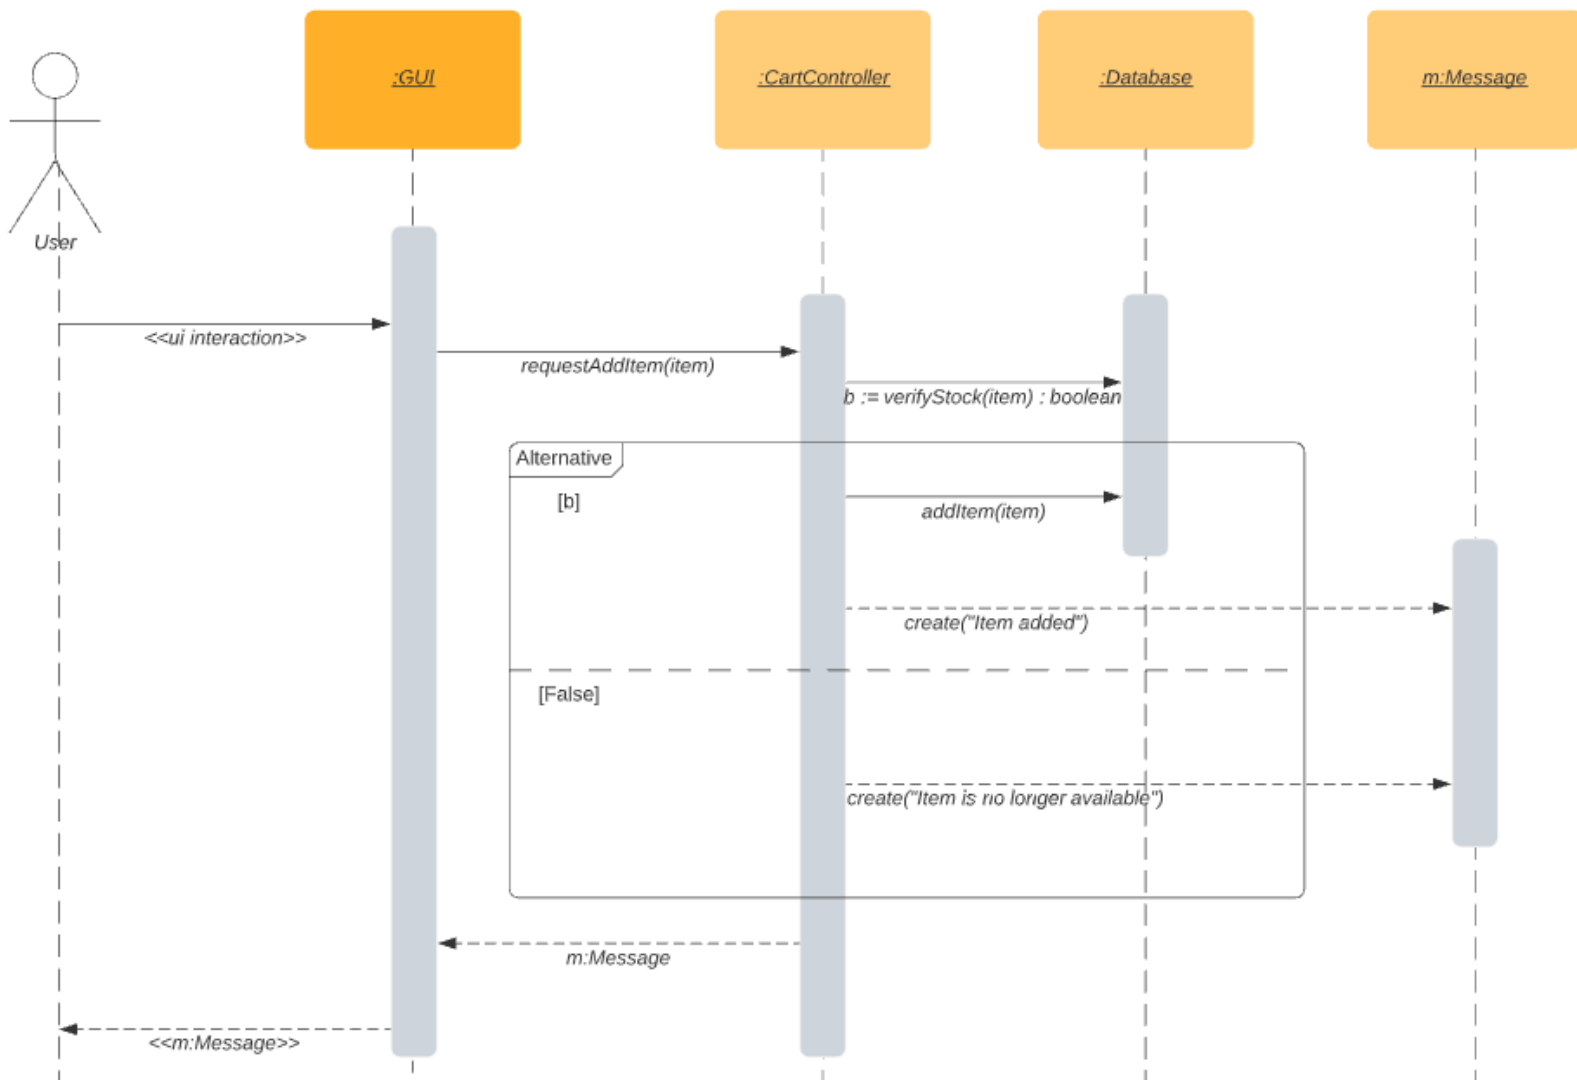 :GUI
:CartController
:Database
m:Message
User
<<ui interaction>>
requestAddItem(item)
b := verifyStock(item) : boolean
Alternative
[b]
addItem(item)
create("Item added")
[False]
create("Item is no longer available")
m:Message
<<m:Message>>